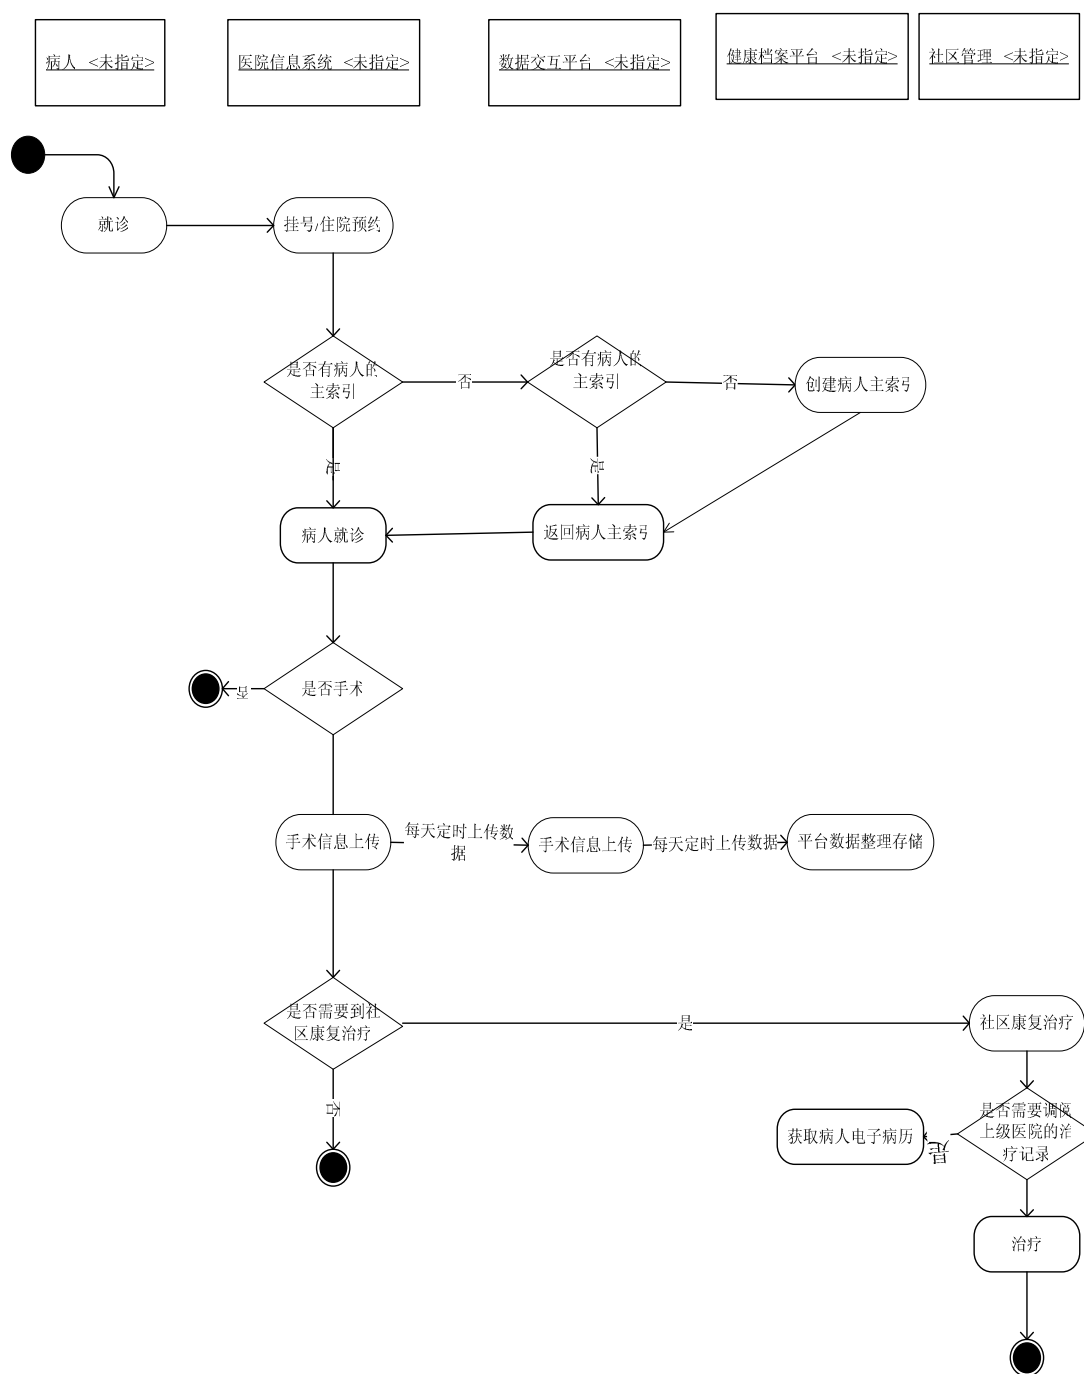 病人 <未指定>
医院信息系统 <未指定>
数据交互平台 <未指定>
健康档案平台 <未指定>
社区管理 <未指定>
就诊
挂号/住院预约
是否有病人的
主索引
否
是否有病人的
主索引
否
创建病人主索引
是
是
病人就诊
返回病人主索引
是否手术
否
手术信息上传
每天定时上传数
据
手术信息上传
每天定时上传数据
平台数据整理存储
是否需要到社
区康复治疗
是
社区康复治疗
否
是否需要调阅
上级医院的治
疗记录
是
获取病人电子病历
治疗